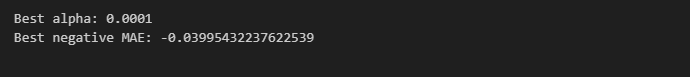 Best alpha: 0.0001
Best negative MAE: -0.03995432237622539